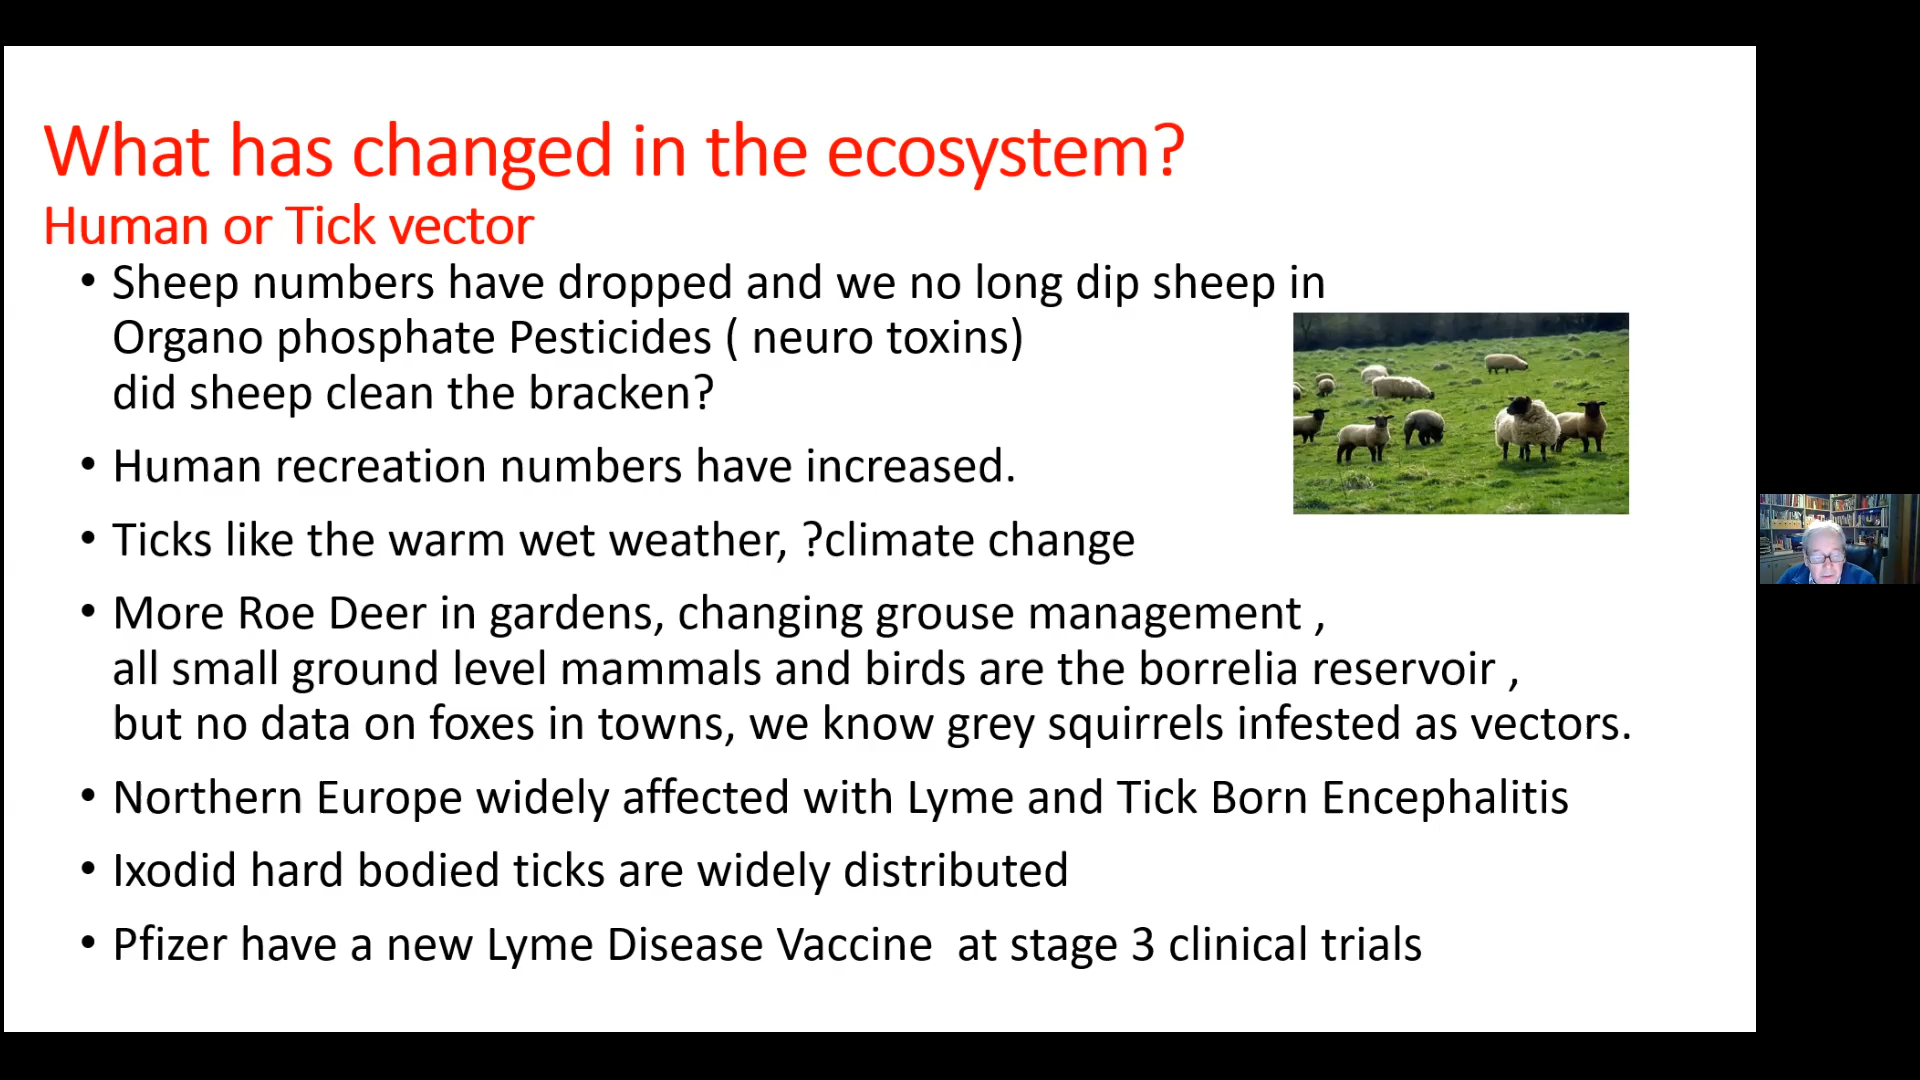 What has changed in the ecosystem?
Human or Tick vector
• Sheep numbers have dropped and we no long dip sheep in
Organo phosphate Pesticides ( neuro toxins)
did sheep clean the bracken?
• Human recreation numbers have increased.
• Ticks like the warm wet weather, ?climate change
• More Roe Deer in gardens, changing grouse management ,
all small ground level mammals and birds are the borrelia reservoir ,
but no data on foxes in towns, we know grey squirrels infested as vectors.
• Northern Europe widely affected with Lyme and Tick Born Encephalitis
• Ixodid hard bodied ticks are widely distributed
• Pfizer have a new Lyme Disease Vaccine  at stage 3 clinical trials